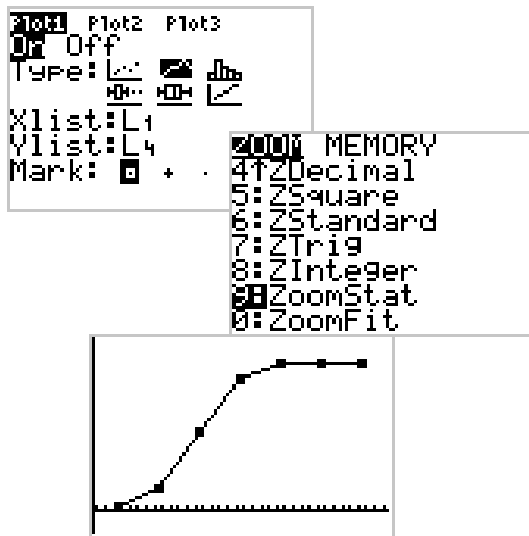 Plot1 Plot2 Plot3
On Off
Type:
Xlist:L1
Ylist:L4
Mark: ▫ + ·
ZOOM MEMORY
4↑ZDecimal
5:ZSquare
6:ZStandard
7:ZTrig
8:ZInteger
9:ZoomStat
0:ZoomFit